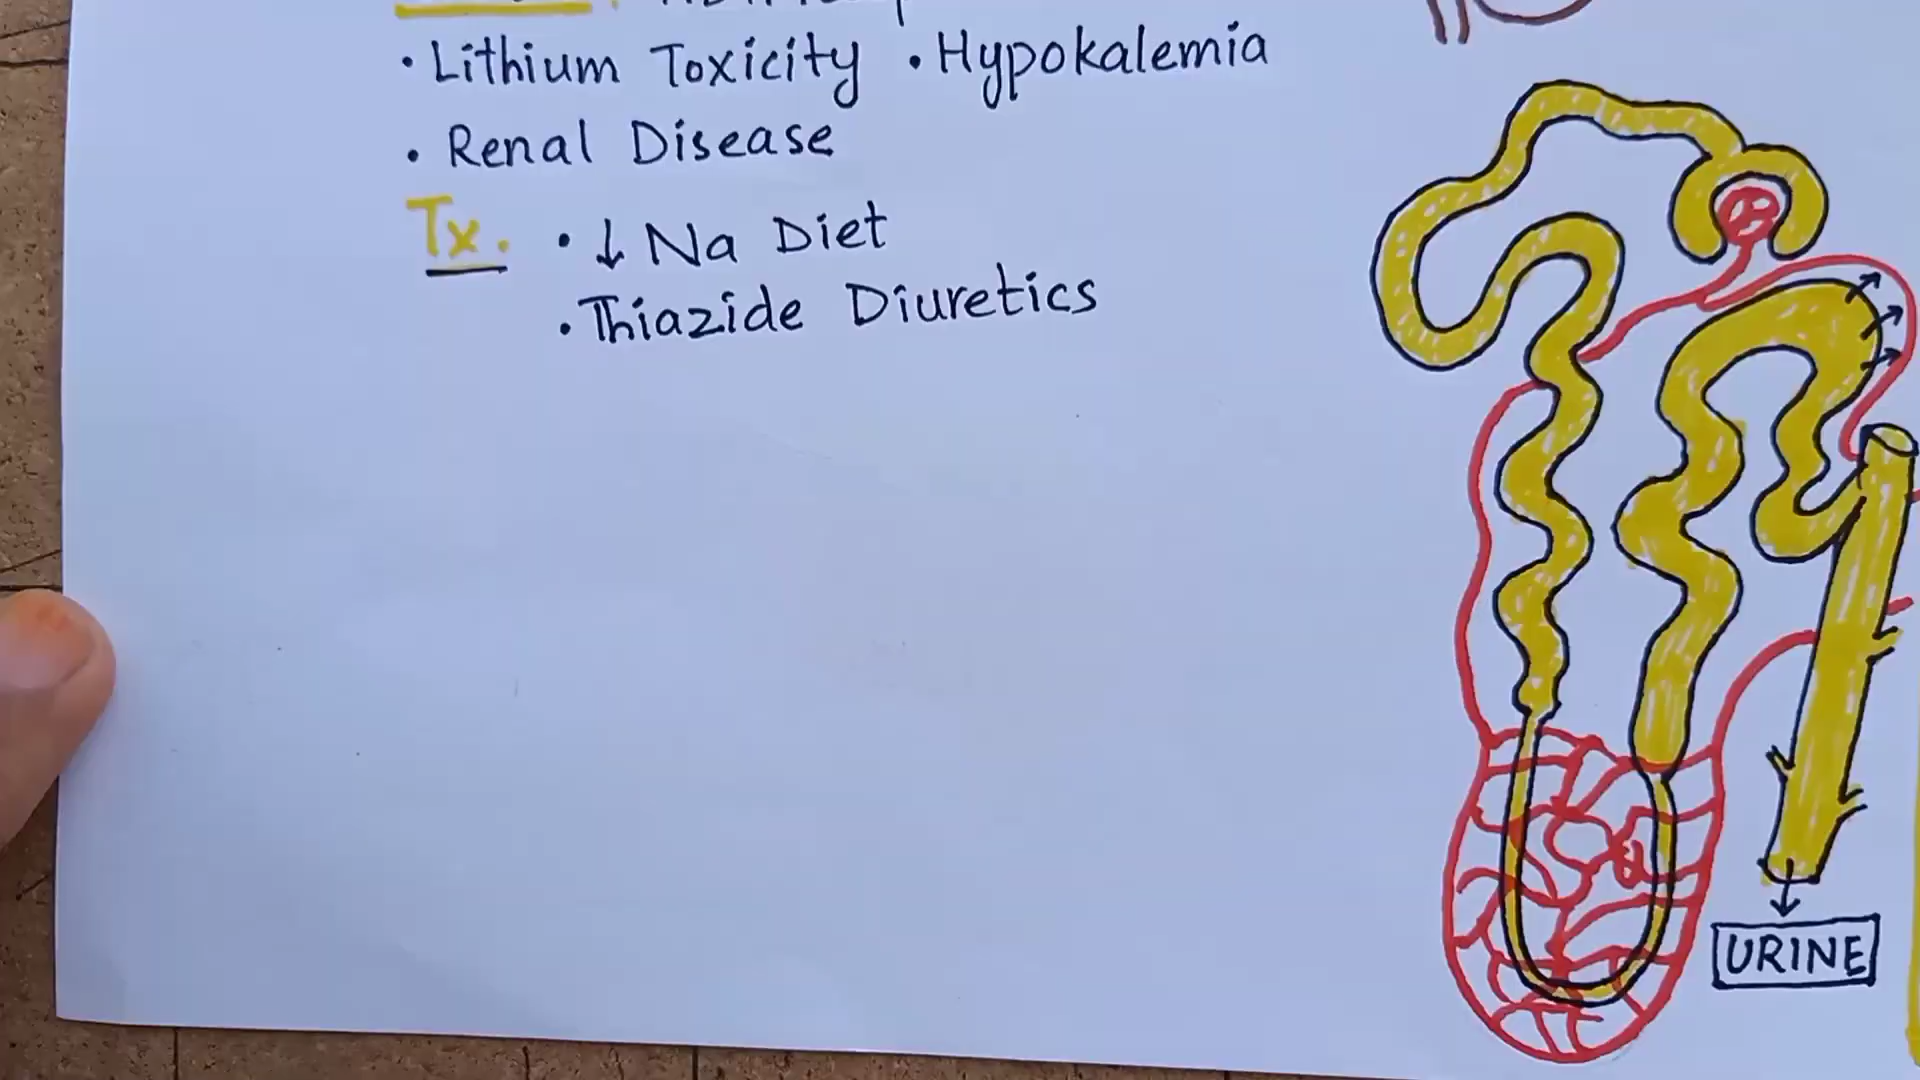 • Lithium Toxicity • Hypokalemia
• Renal Disease
Tx. • ↓ Na Diet
• Thiazide Diuretics
URINE